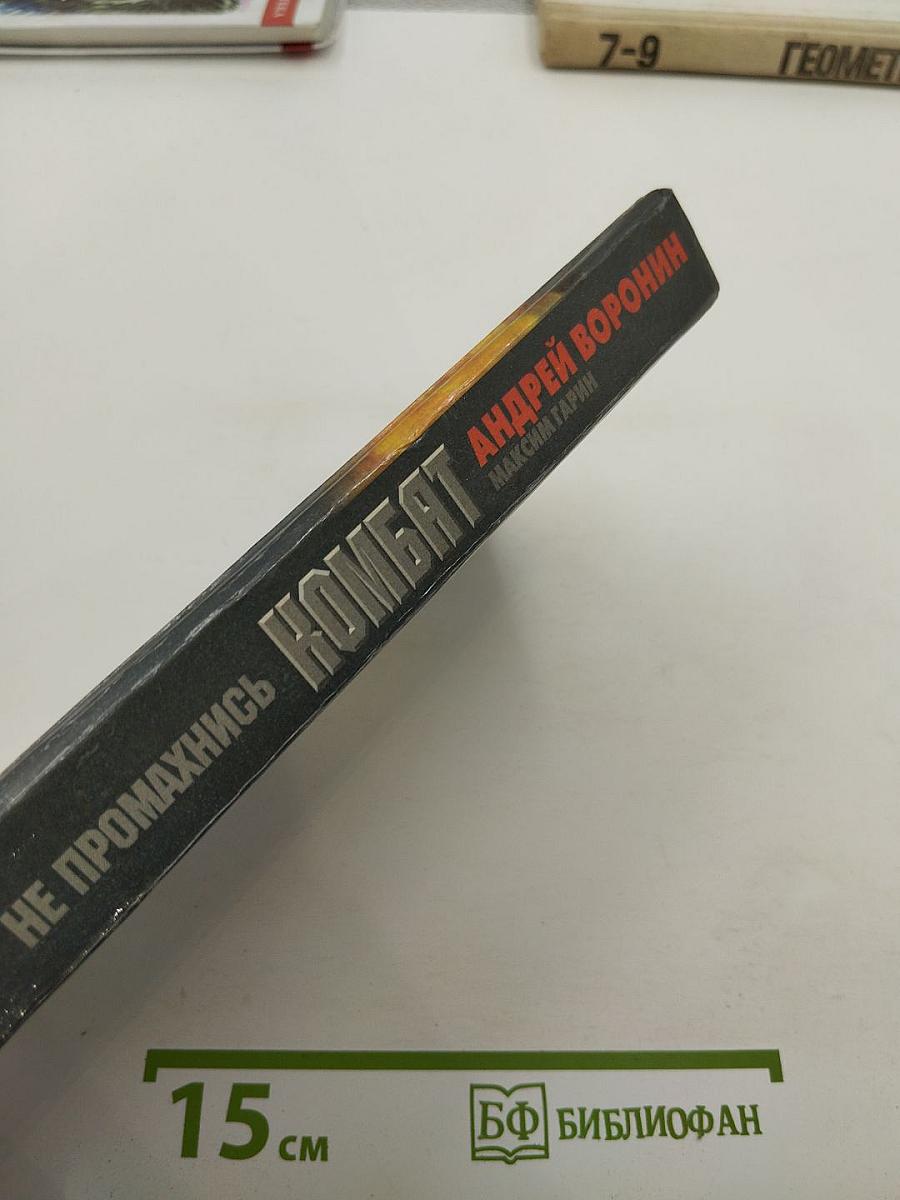 7-9 ГЕОМЕТ
АНДРЕЙ ВОРОНИН
МАКСИМ ГАРИН
КОМБАТ
НЕ ПРОМАХНИСЬ
15 см
БФ БИБЛИОФАН